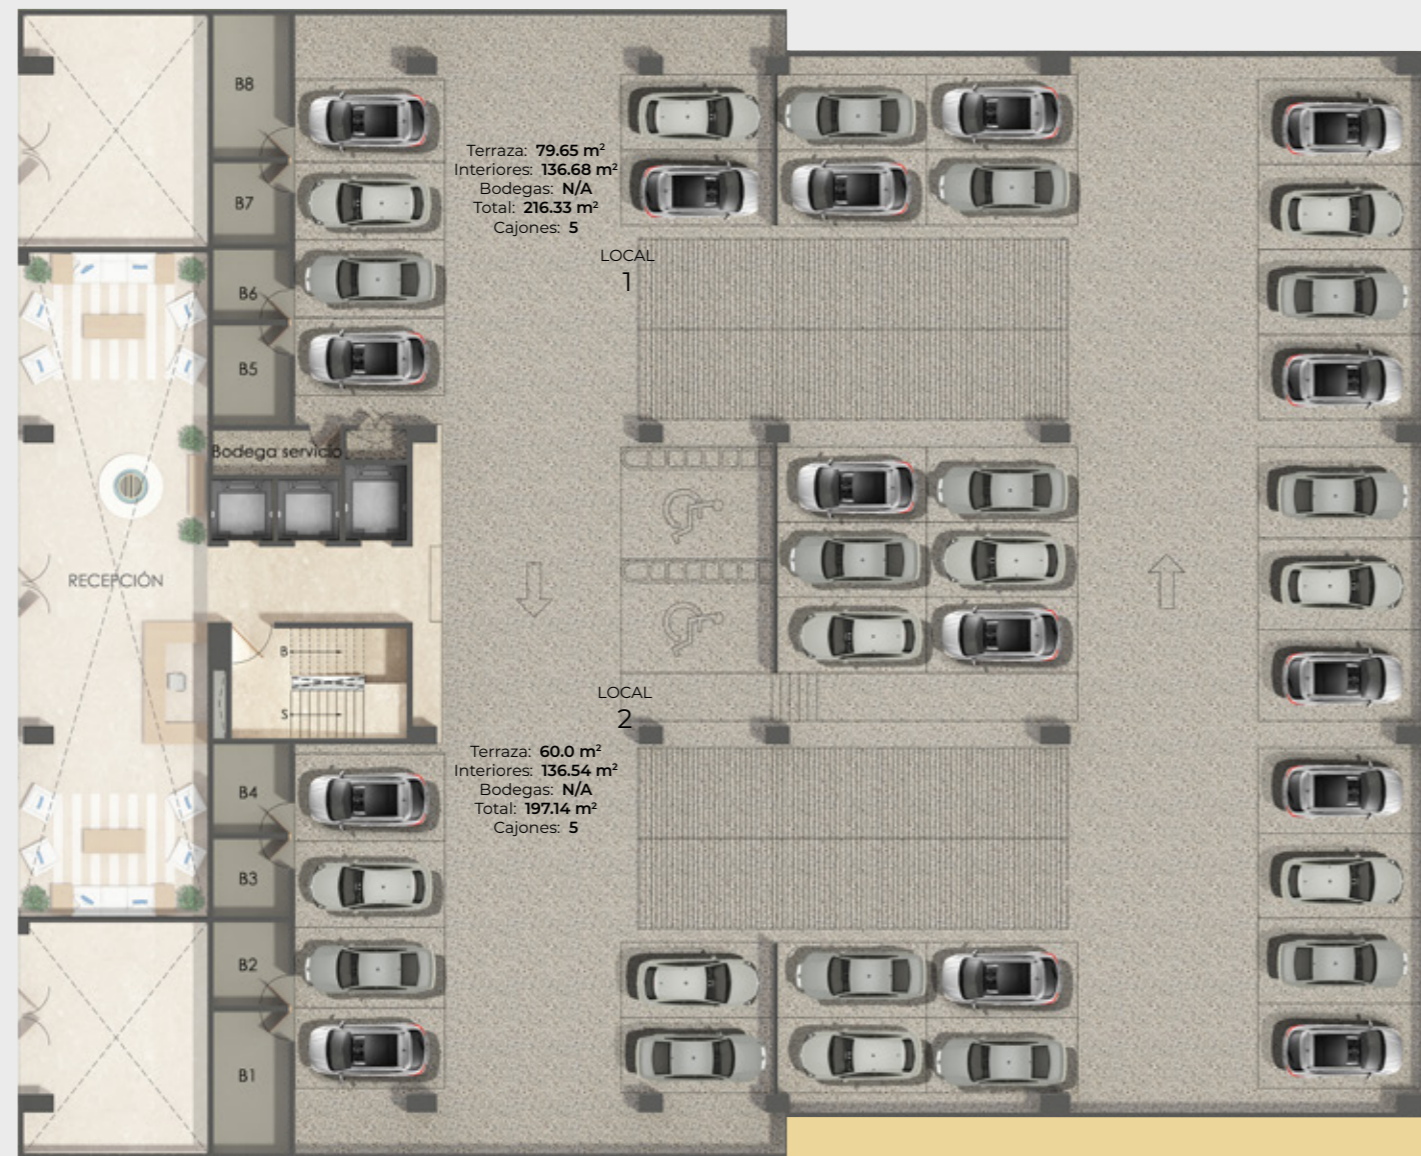 B8
Terraza: 79.65 m²
Interiores: 136.68 m²
Bodegas: N/A
Total: 216.33 m²
Cajones: 5
B7
LOCAL
1
B6
B5
Bodega servicio
RECEPCIÓN
B
S
LOCAL
2
Terraza: 60.0 m²
Interiores: 136.54 m²
Bodegas: N/A
Total: 197.14 m²
Cajones: 5
B4
B3
B2
B1